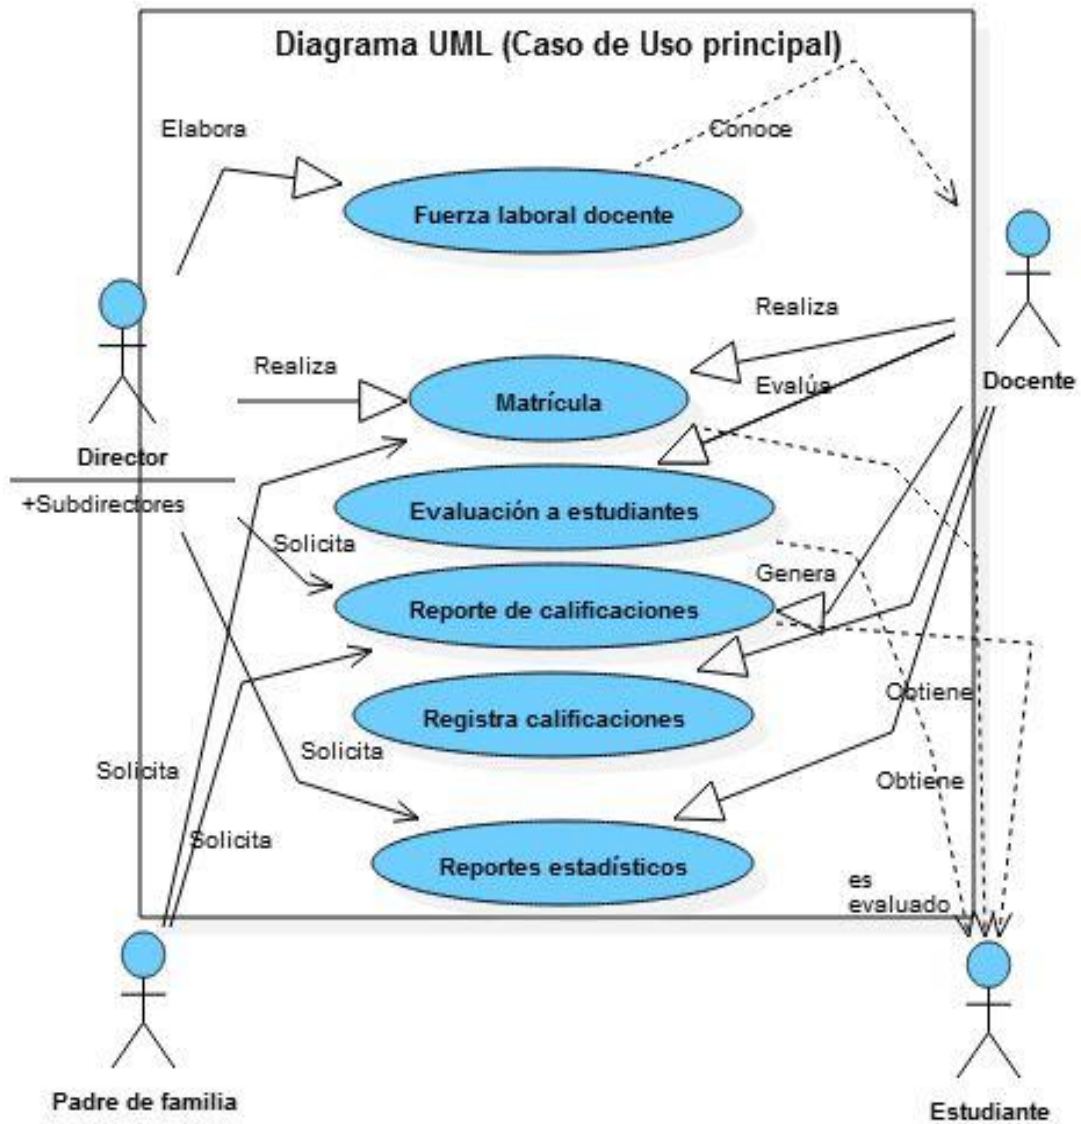 Diagrama UML (Caso de Uso principal)
Elabora
Conoce
Fuerza laboral docente
Realiza
Realiza
Evalús
Docente
Matrícula
Director
+Subdirectores
Evaluación a estudiantes
Solicita
Genera
Reporte de calificaciones
Obtiene
Registra calificaciones
Solicita
Solicita
Obtiene
Solicita
Reportes estadísticos
es
evaluado
Padre de familia
Estudiante